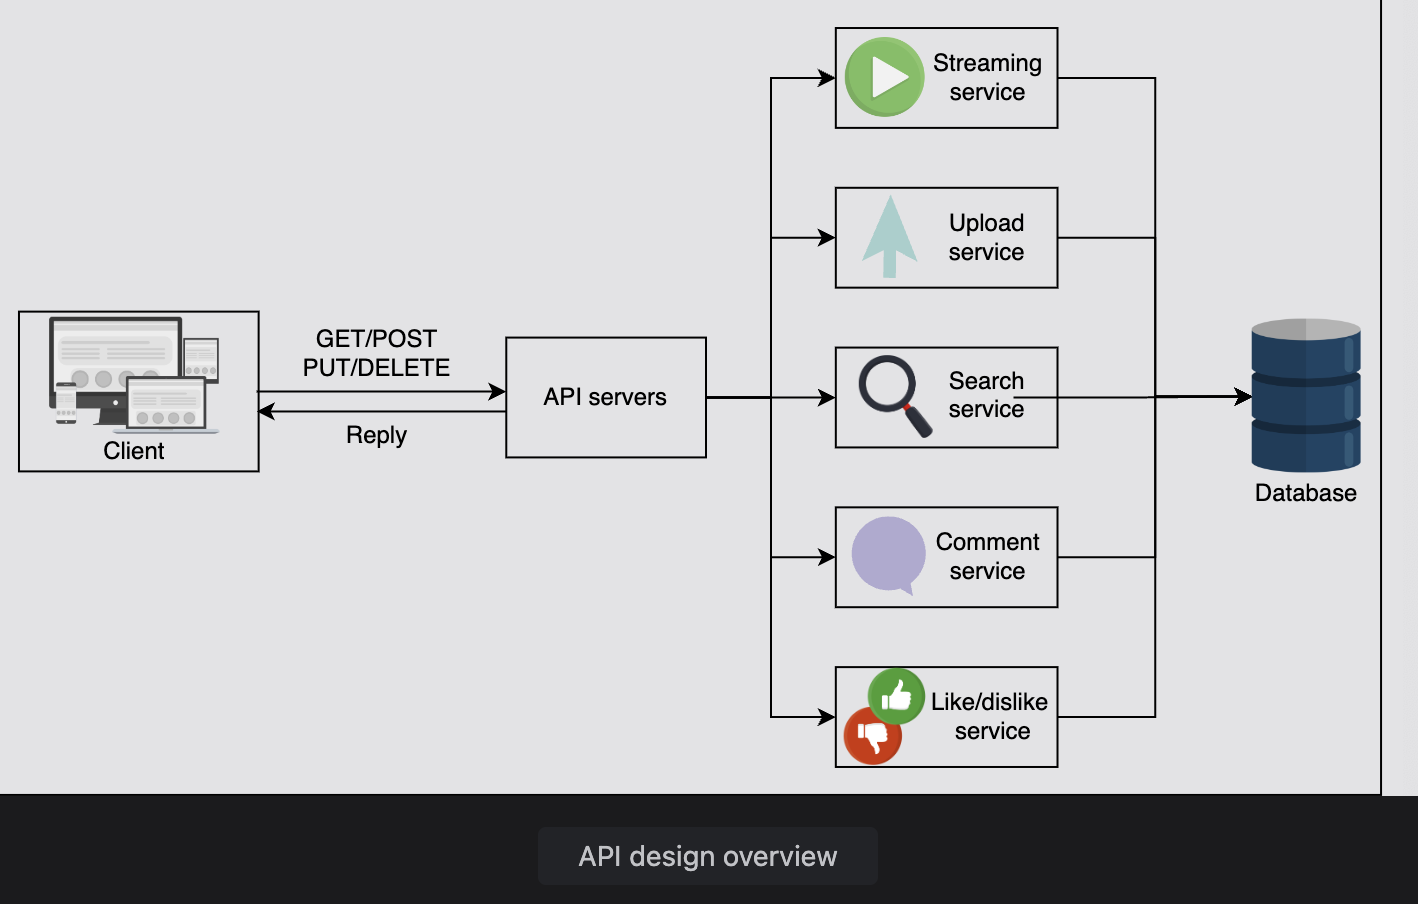 Streaming
service
Upload
service
GET/POST
PUT/DELETE
API servers
Reply
Client
Search
service
Database
Comment
service
Like/dislike
service
API design overview